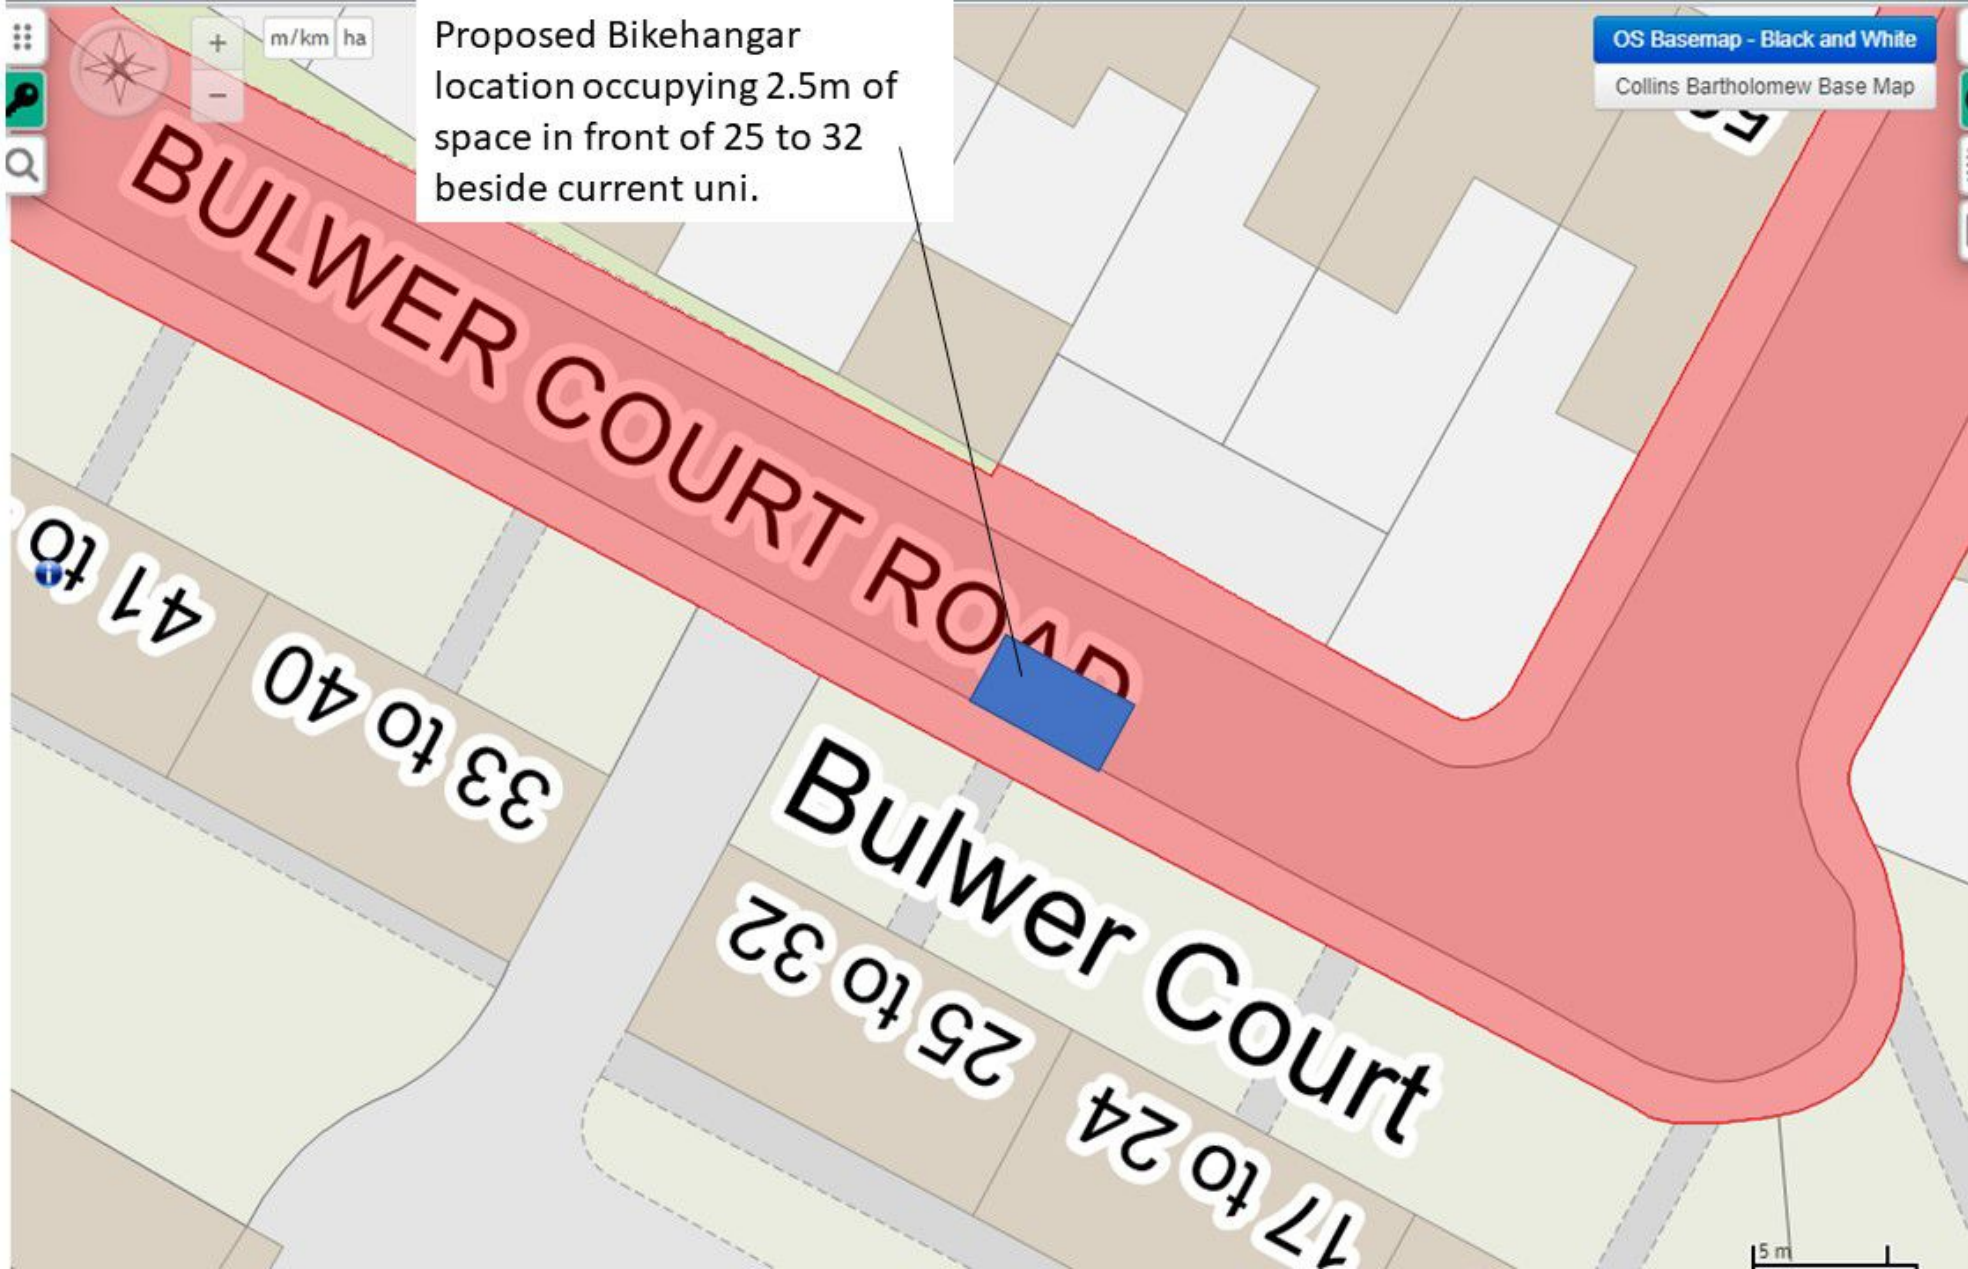 m/km ha
Proposed Bikehangar
location occupying 2.5m of
space in front of 25 to 32
beside current uni.
OS Basemap - Black and White
Collins Bartholomew Base Map
BULWER COURT ROAD
41 to
33 to 40
Bulwer Court
25 to 32
17 to 24
5 m